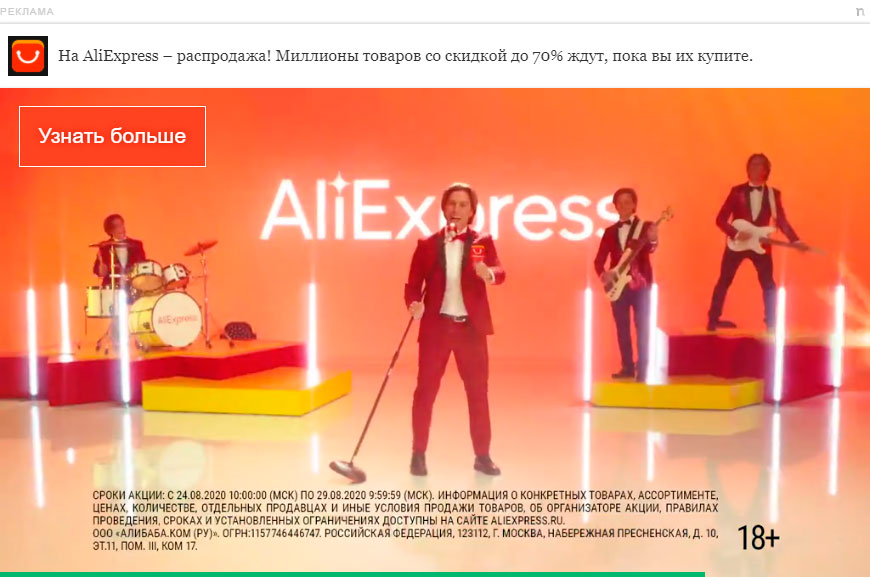 РЕКЛАМА
n
На AliExpress – распродажа! Миллионы товаров со скидкой до 70% ждут, пока вы их купите.
Узнать больше
AliExpress
AliExpress
СРОКИ АКЦИИ: С 24.08.2020 10:00:00 (МСК) ПО 29.08.2020 9:59:59 (МСК). ИНФОРМАЦИЯ О КОНКРЕТНЫХ ТОВАРАХ, АССОРТИМЕНТЕ,
ЦЕНАХ, КОЛИЧЕСТВЕ, ОТДЕЛЬНЫХ ПРОДАВЦАХ И ИНЫЕ УСЛОВИЯ ПРОДАЖИ ТОВАРОВ, ОБ ОРГАНИЗАТОРЕ АКЦИИ, ПРАВИЛАХ
ПРОВЕДЕНИЯ, СРОКАХ И УСТАНОВЛЕННЫХ ОГРАНИЧЕНИЯХ ДОСТУПНЫ НА САЙТЕ ALIEXPRESS.RU.
ООО «АЛИБАБА.КОМ (РУ)». ОГРН:1157746446747. РОССИЙСКАЯ ФЕДЕРАЦИЯ, 123112, Г. МОСКВА, НАБЕРЕЖНАЯ ПРЕСНЕНСКАЯ, Д. 10,
ЭТ.11, ПОМ. III, КОМ 17.
18+